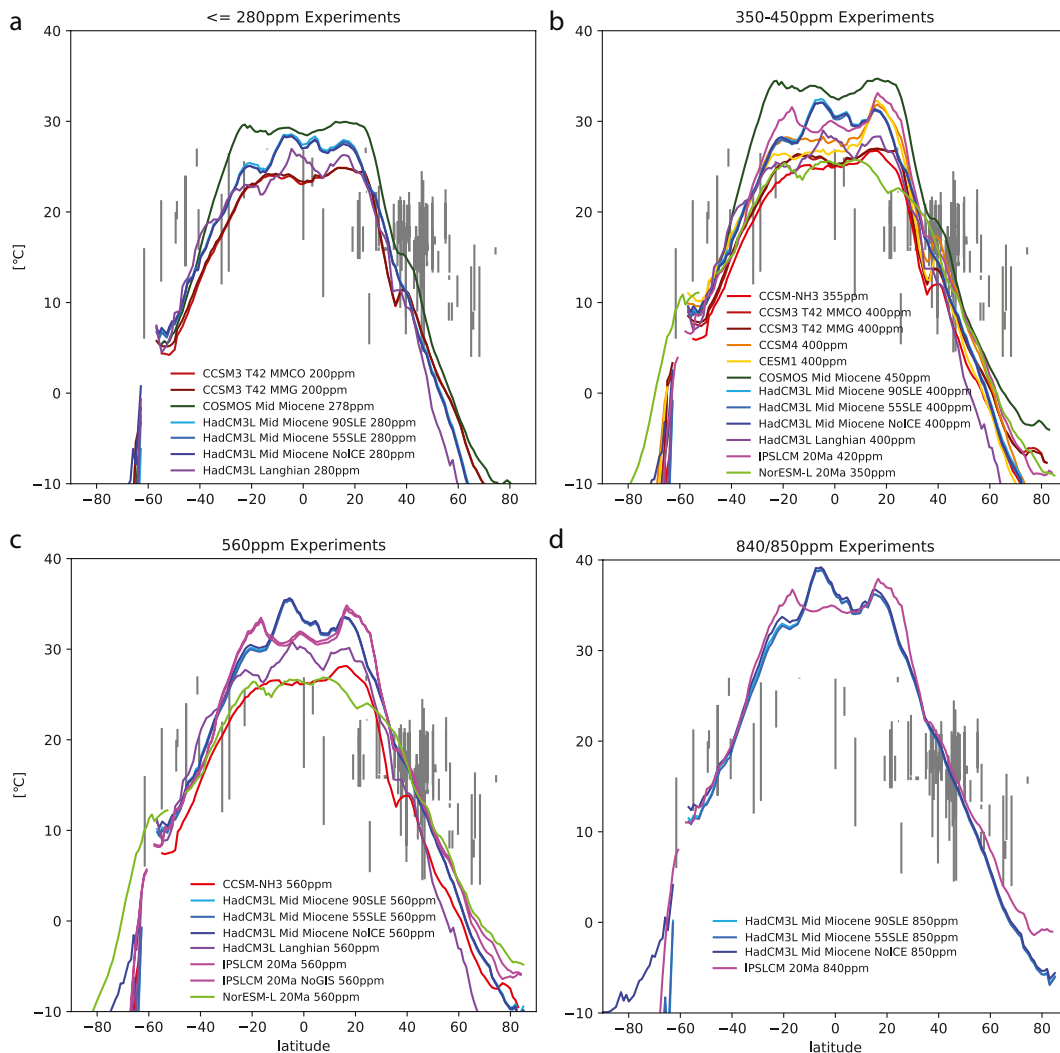 a
<= 280ppm Experiments
40
30
20
10
0
−10
[°C]
−80 −60 −40 −20 0 20 40 60 80
CCSM3 T42 MMCO 200ppm
CCSM3 T42 MMG 200ppm
COSMOS Mid Miocene 278ppm
HadCM3L Mid Miocene 90SLE 280ppm
HadCM3L Mid Miocene 55SLE 280ppm
HadCM3L Mid Miocene NoICE 280ppm
HadCM3L Langhian 280ppm
b
350-450ppm Experiments
40
30
20
10
0
−10
−80 −60 −40 −20 0 20 40 60 80
CCSM-NH3 355ppm
CCSM3 T42 MMCO 400ppm
CCSM3 T42 MMG 400ppm
CCSM4 400ppm
CESM1 400ppm
COSMOS Mid Miocene 450ppm
HadCM3L Mid Miocene 90SLE 400ppm
HadCM3L Mid Miocene 55SLE 400ppm
HadCM3L Mid Miocene NoICE 400ppm
HadCM3L Langhian 400ppm
IPSLCM 20Ma 420ppm
NorESM-L 20Ma 350ppm
c
560ppm Experiments
40
30
20
10
0
−10
[°C]
−80 −60 −40 −20 0 20 40 60 80
latitude
CCSM-NH3 560ppm
HadCM3L Mid Miocene 90SLE 560ppm
HadCM3L Mid Miocene 55SLE 560ppm
HadCM3L Mid Miocene NoICE 560ppm
HadCM3L Langhian 560ppm
IPSLCM 20Ma 560ppm
IPSLCM 20Ma NoGIS 560ppm
NorESM-L 20Ma 560ppm
d
840/850ppm Experiments
40
30
20
10
0
−10
−80 −60 −40 −20 0 20 40 60 80
latitude
HadCM3L Mid Miocene 90SLE 850ppm
HadCM3L Mid Miocene 55SLE 850ppm
HadCM3L Mid Miocene NoICE 850ppm
IPSLCM 20Ma 840ppm